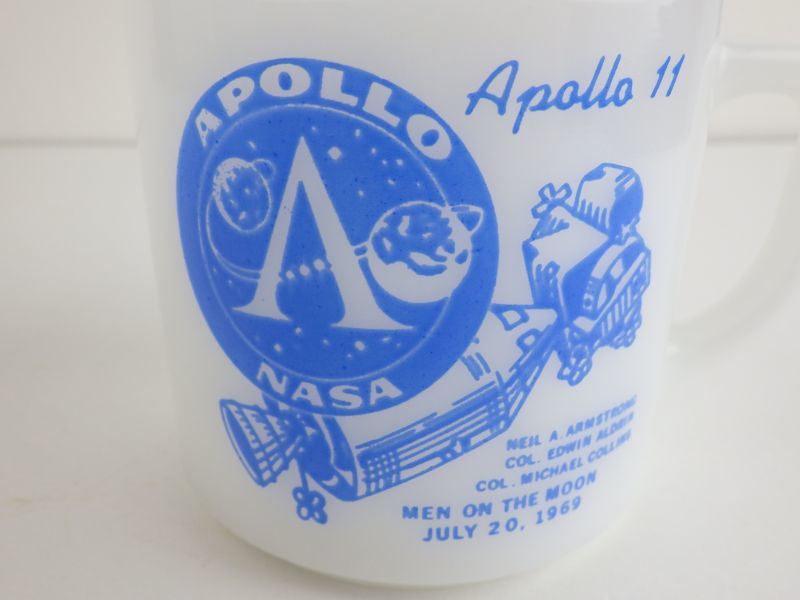 APOLLO
NASA
Apollo 11
NEIL A. ARMSTRONG
COL. EDWIN ALDRIN
COL. MICHAEL COLLINS
MEN ON THE MOON
JULY 20, 1969